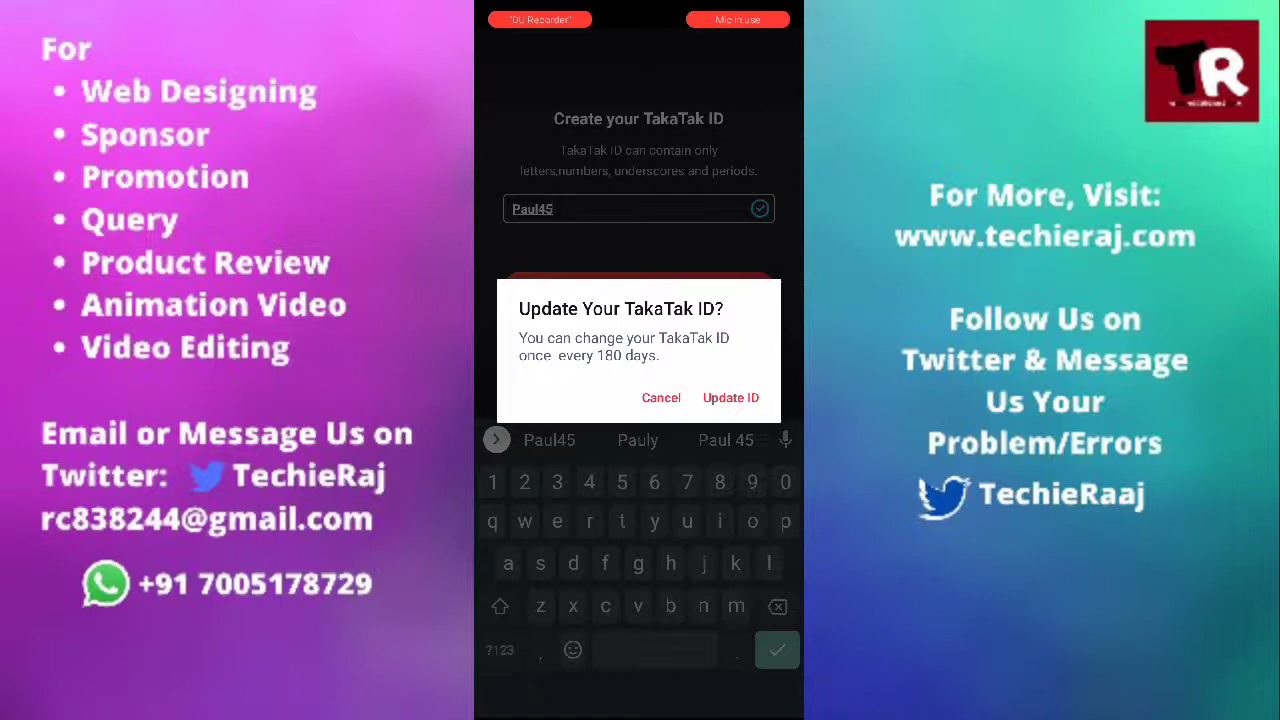 For
• Web Designing
• Sponsor
• Promotion
• Query
• Product Review
• Animation Video
• Video Editing
Email or Message Us on
Twitter: TechieRaj
rc838244@gmail.com
+91 7005178729
"DU Recorder"
Mic in use
Create your TakaTak ID
TakaTak ID can contain only
letters,numbers, underscores and periods.
Paul45
Update Your TakaTak ID?
You can change your TakaTak ID
once every 180 days.
Cancel Update ID
Paul45 Pauly Paul 45
1 2 3 4 5 6 7 8 9 0
q w e r t y u i o p
a s d f g h j k l
z x c v b n m
?123 , .
TR
For More, Visit:
www.techieraj.com
Follow Us on
Twitter & Message
Us Your
Problem/Errors
TechieRaaj